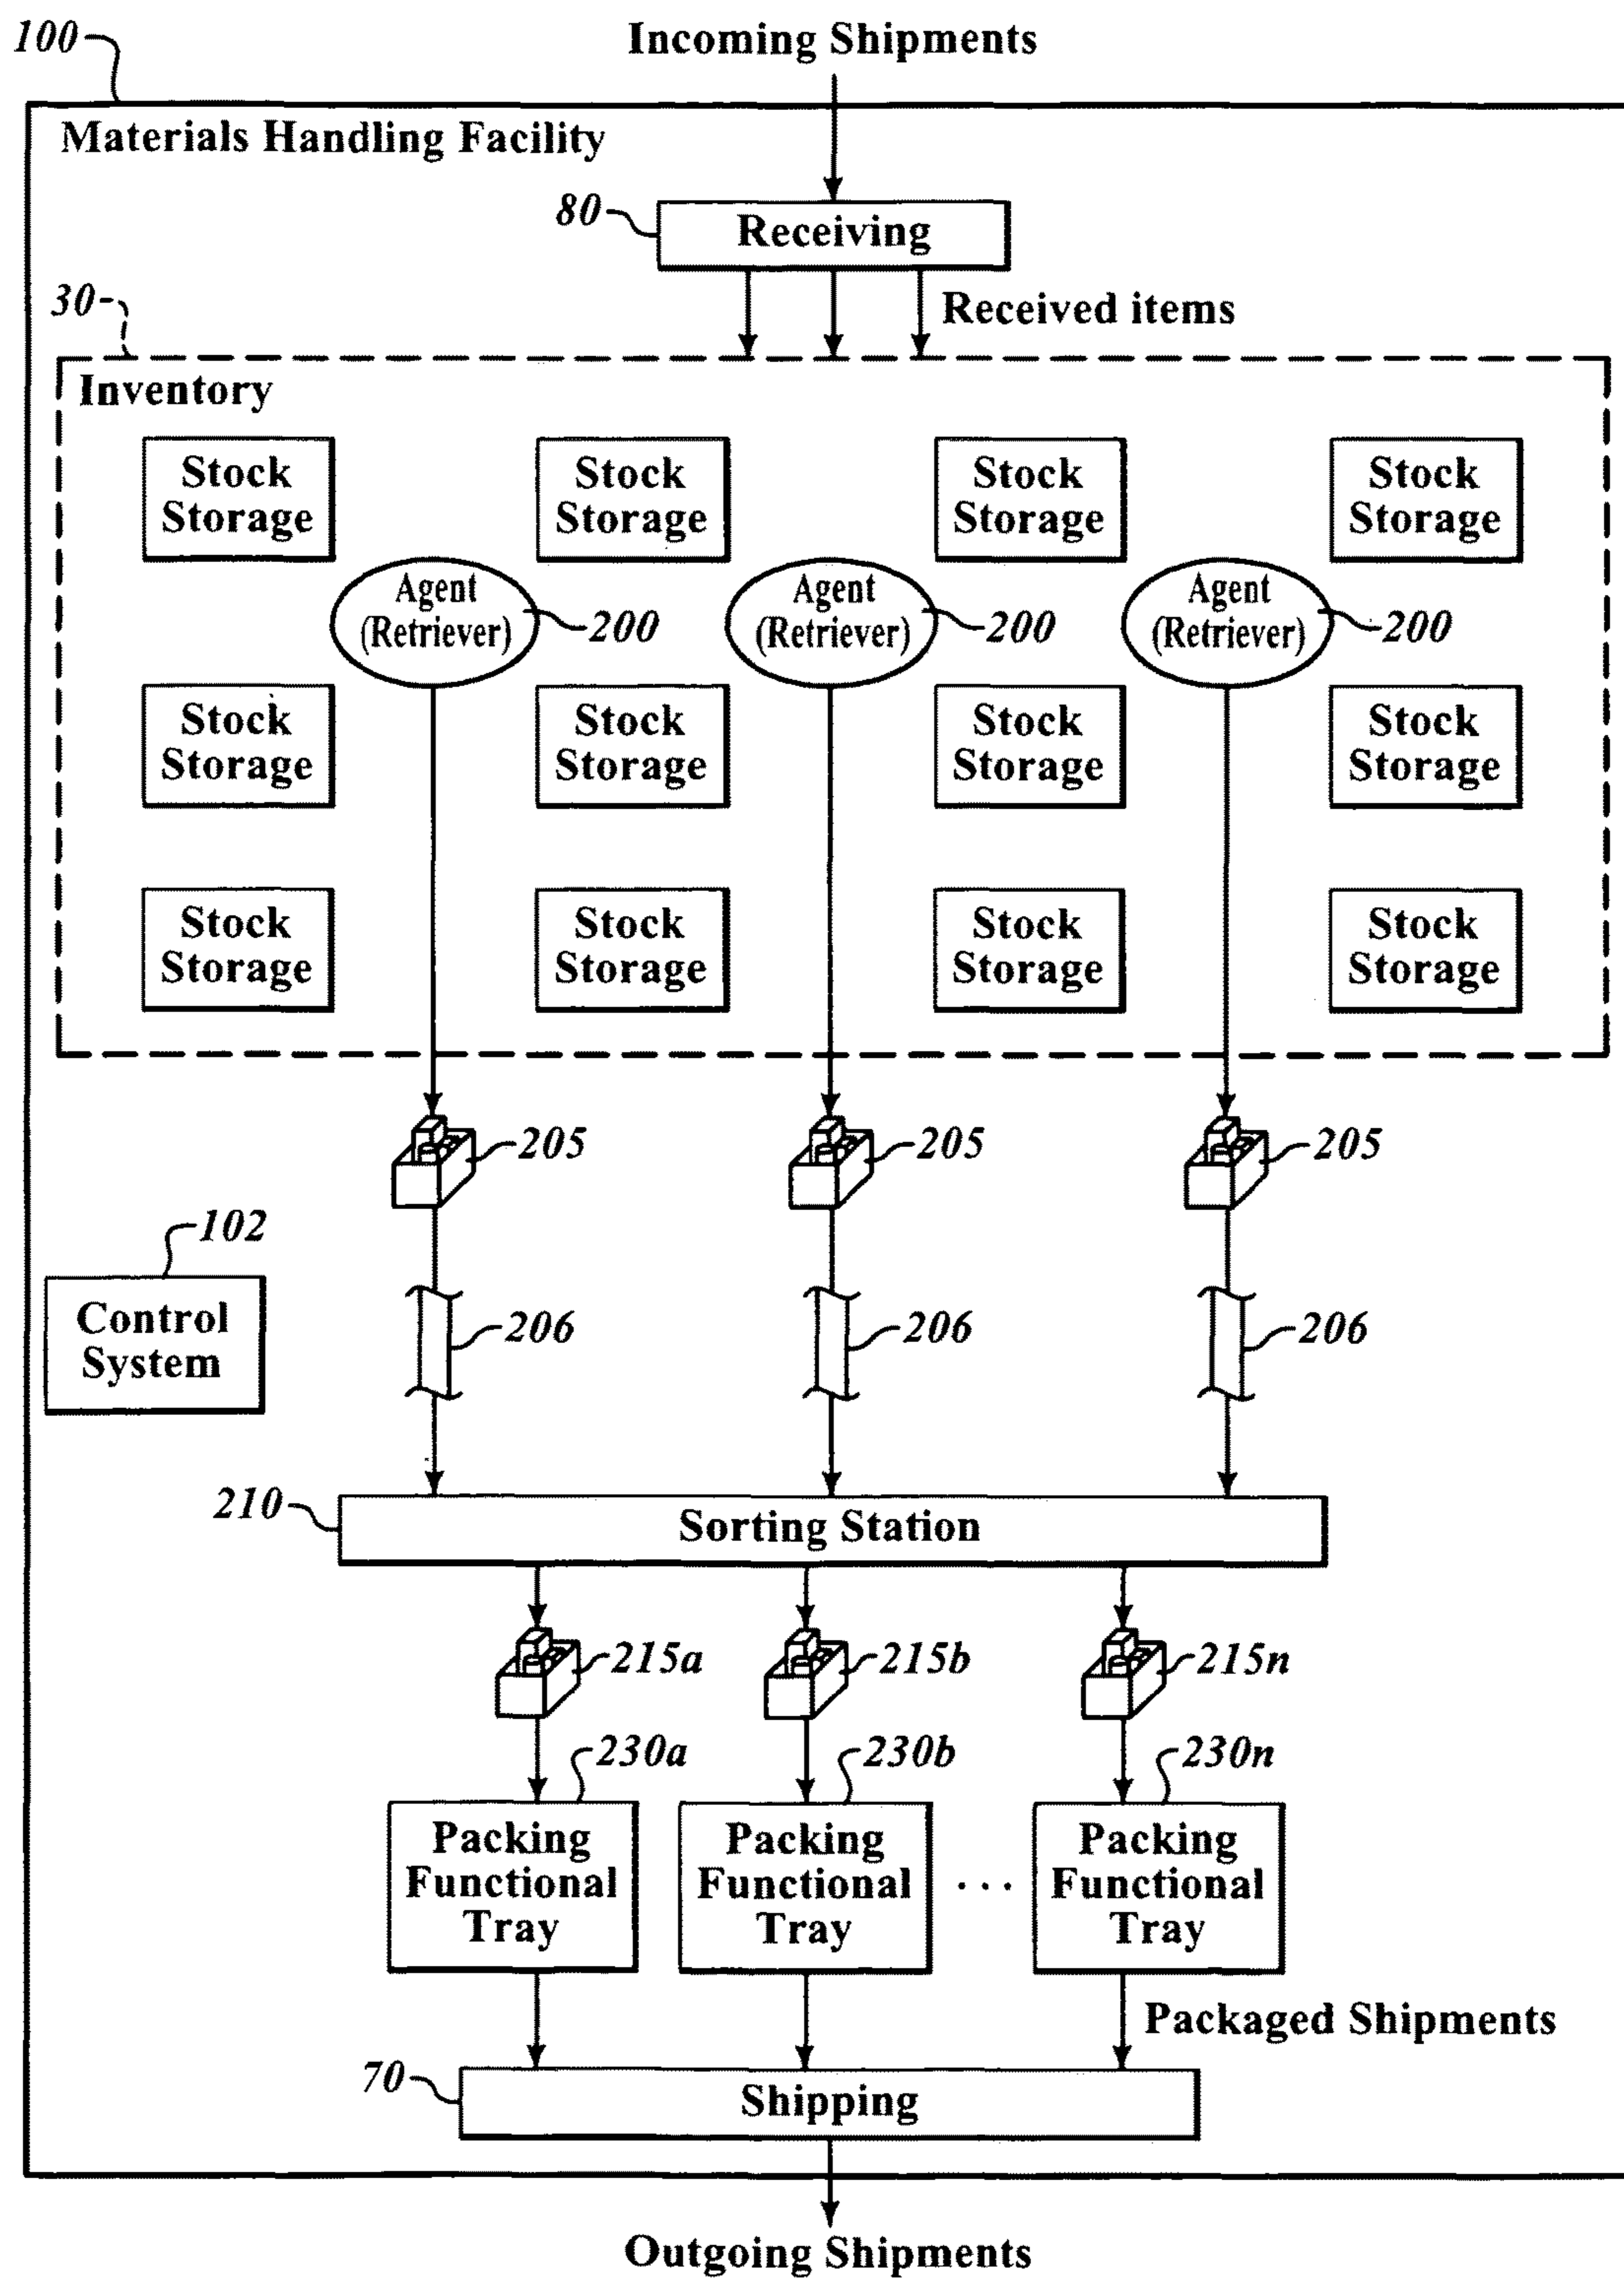 100
Incoming Shipments
Materials Handling Facility
80
Receiving
30
Received items
Inventory
Stock
Storage
Stock
Storage
Stock
Storage
Stock
Storage
Agent
(Retriever)
200
Agent
(Retriever)
200
Agent
(Retriever)
200
Stock
Storage
Stock
Storage
Stock
Storage
Stock
Storage
Stock
Storage
Stock
Storage
Stock
Storage
Stock
Storage
205
205
205
102
Control
System
206
206
206
210
Sorting Station
215a
215b
215n
230a
230b
230n
Packing
Functional
Tray
Packing
Functional
Tray
...
Packing
Functional
Tray
Packaged Shipments
70
Shipping
Outgoing Shipments